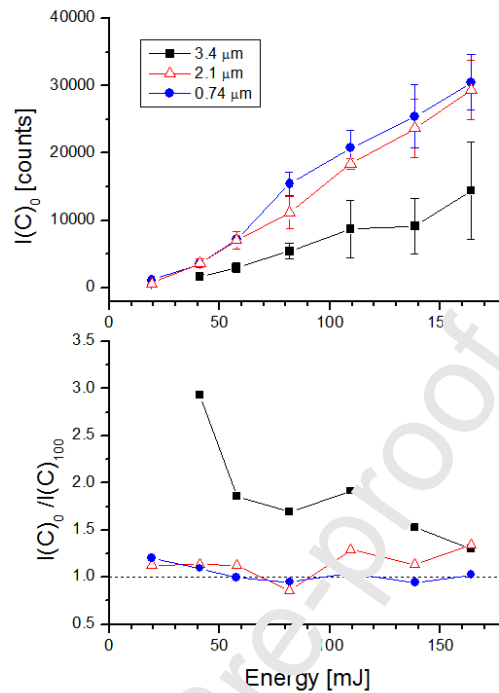 40000
30000
20000
10000
0
I(C)₀ [counts]
3.4 μm
2.1 μm
0.74 μm
0 50 100
3.5
3.0
2.5
2.0
1.5
1.0
0.5
I(C)₀ /I(C)₁₀₀
0 50 100 150
Energy [mJ]
re-proof